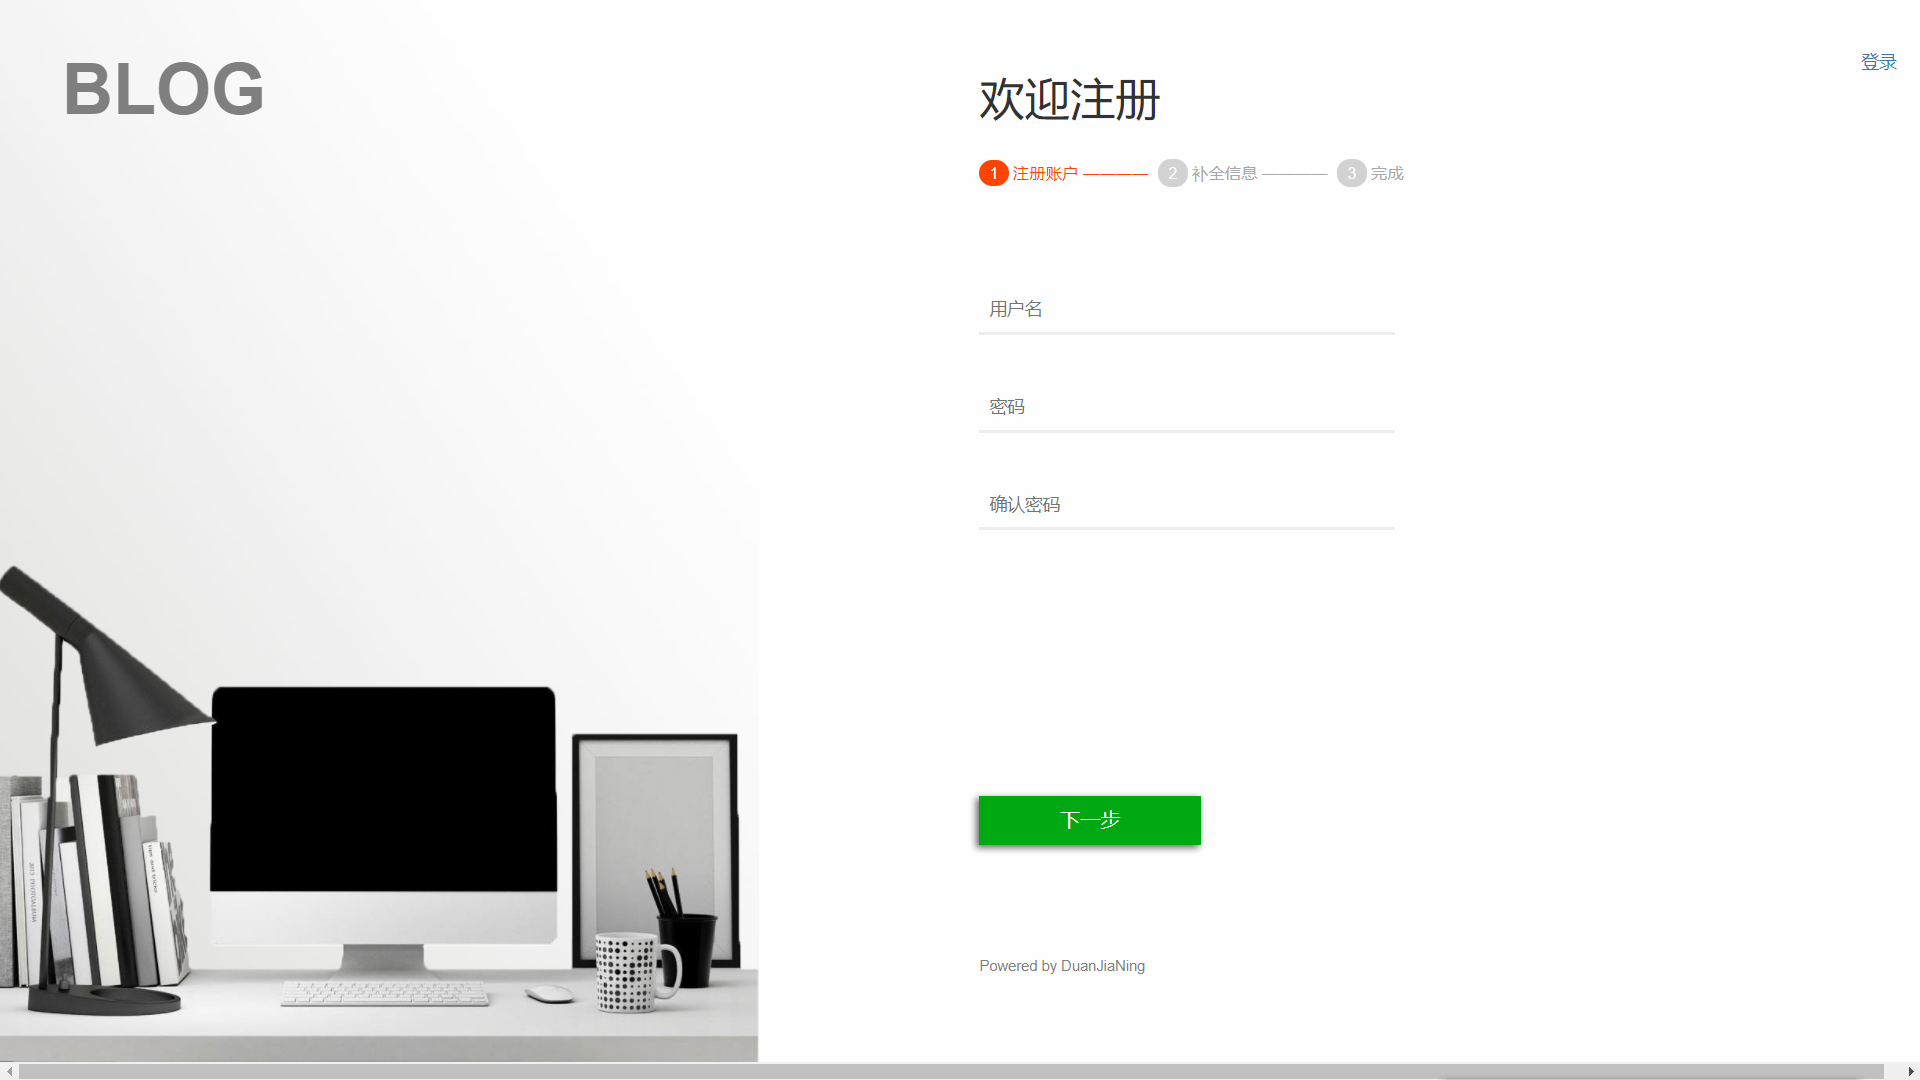 BLOG
登录
欢迎注册
1 注册账户 ———— 2 补全信息 ———— 3 完成
用户名
密码
确认密码
下一步
Powered by DuanJiaNing